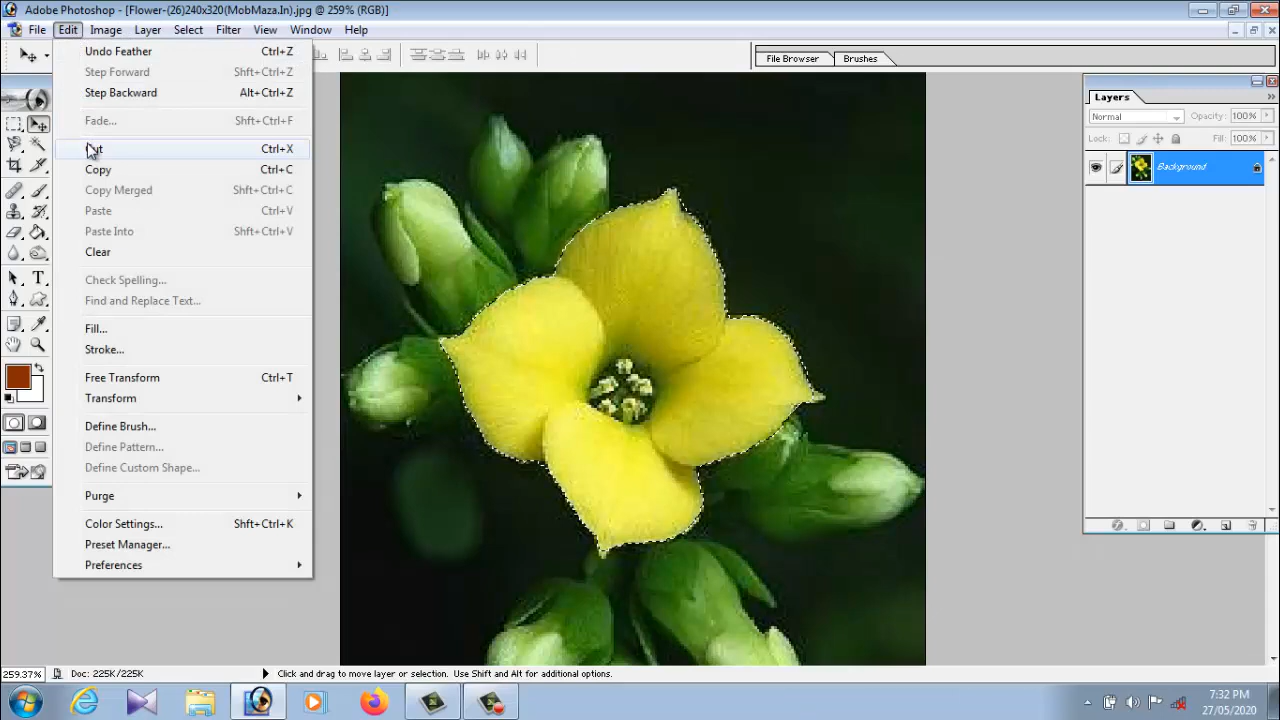 Adobe Photoshop - [Flower-(26)240x320(MobMaza.In).jpg @ 259% (RGB)]
File Edit Image Layer Select Filter View Window Help
Undo Feather Ctrl+Z
Step Forward Shft+Ctrl+Z
Step Backward Alt+Ctrl+Z
Fade... Shft+Ctrl+F
Ctrl+X
Copy Ctrl+C
Copy Merged Shft+Ctrl+C
Paste Ctrl+V
Paste Into Shft+Ctrl+V
Clear
Check Spelling...
Find and Replace Text...
Fill...
Stroke...
Free Transform Ctrl+T
Transform
Define Brush...
Define Pattern...
Define Custom Shape...
Purge
Color Settings... Shft+Ctrl+K
Preset Manager...
Preferences
File Browser Brushes
Layers
Normal Opacity: 100%
Lock: Fill: 100%
Background
259.37% Doc: 225K/225K Click and drag to move layer or selection. Use Shift and Alt for additional options.
7:32 PM
27/05/2020